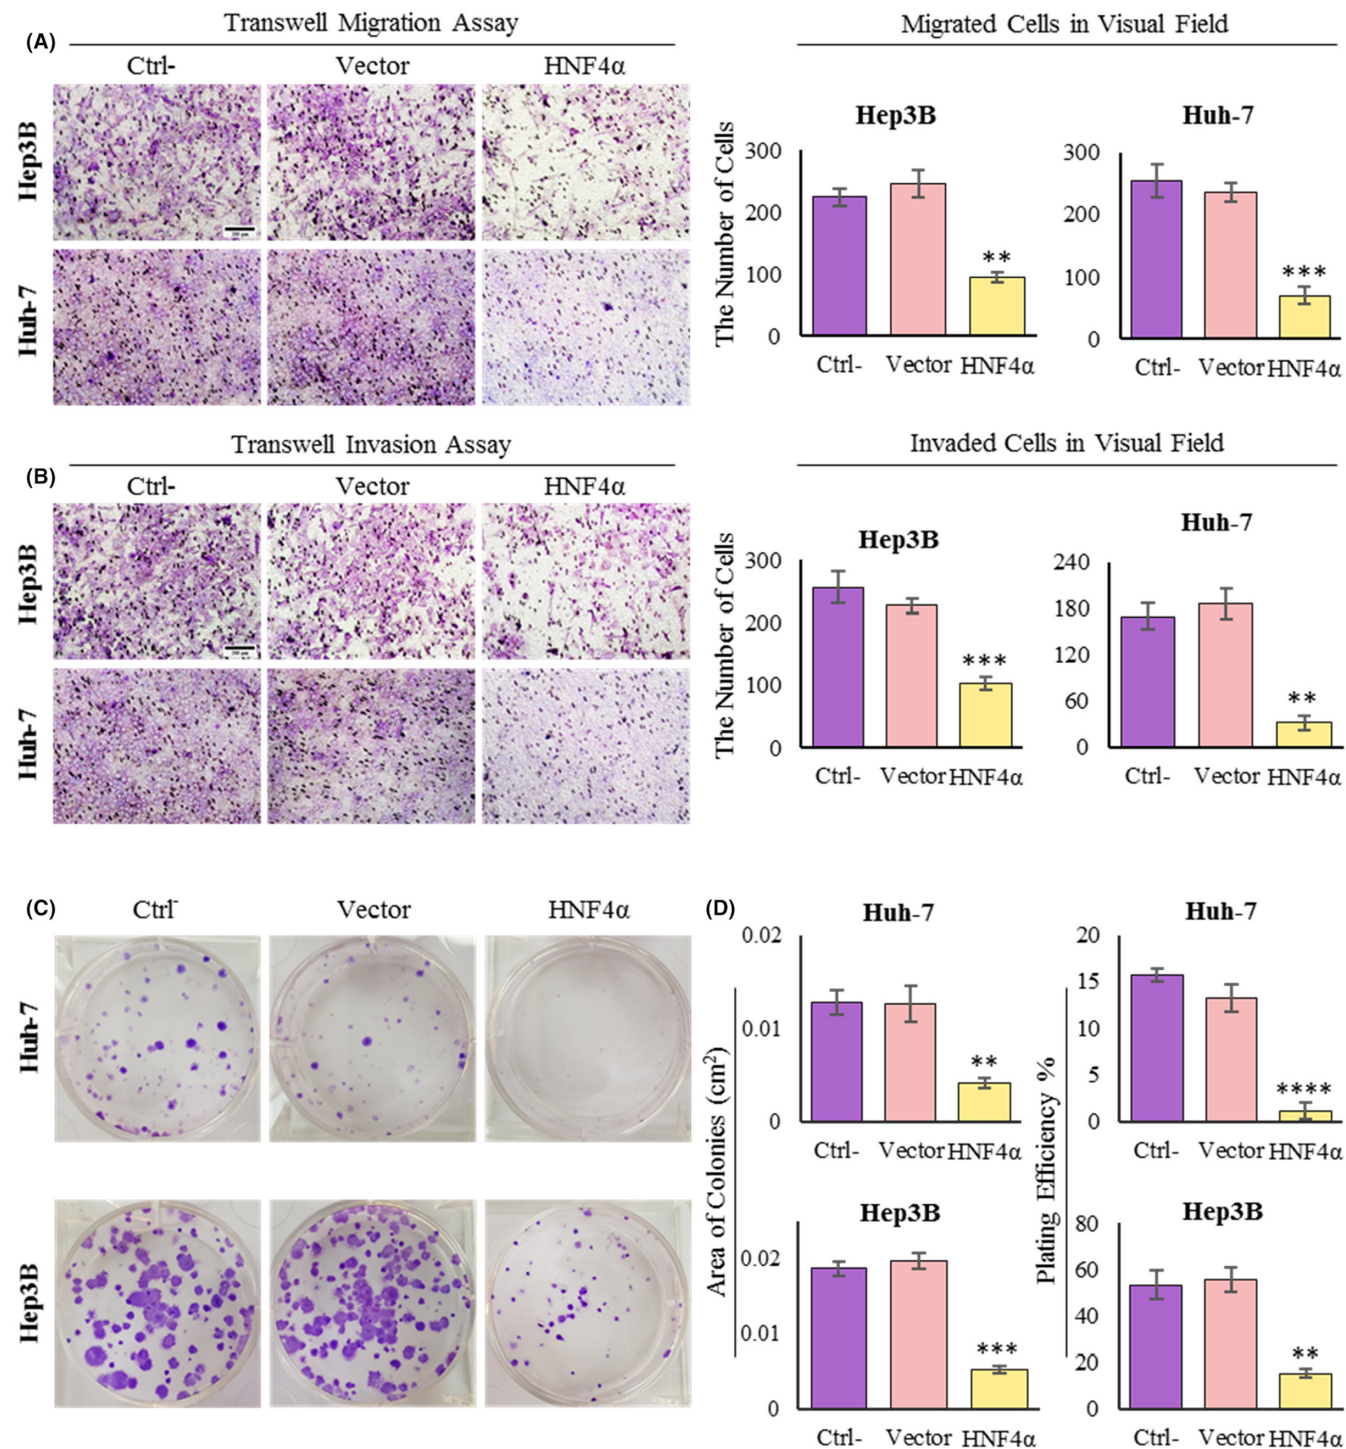 (A)
Transwell Migration Assay
Ctrl- Vector HNF4α
Hep3B
Huh-7
Migrated Cells in Visual Field
The Number of Cells
Hep3B
300
200
100
0
**
Ctrl- Vector HNF4α
Huh-7
300
200
100
0
***
Ctrl- Vector HNF4α
(B)
Transwell Invasion Assay
Ctrl- Vector HNF4α
Hep3B
Huh-7
Invaded Cells in Visual Field
The Number of Cells
Hep3B
300
200
100
0
***
Ctrl- Vector HNF4α
Huh-7
240
180
120
60
0
**
Ctrl- Vector HNF4α
(C)
Ctrl- Vector HNF4α
Huh-7
Hep3B
(D)
Area of Colonies (cm²)
Huh-7
0.02
0.01
0
**
Ctrl- Vector HNF4α
Plating Efficiency %
Huh-7
20
15
10
5
0
****
Ctrl- Vector HNF4α
Hep3B
0.02
0.01
0
***
Ctrl- Vector HNF4α
Hep3B
80
60
40
20
0
**
Ctrl- Vector HNF4α